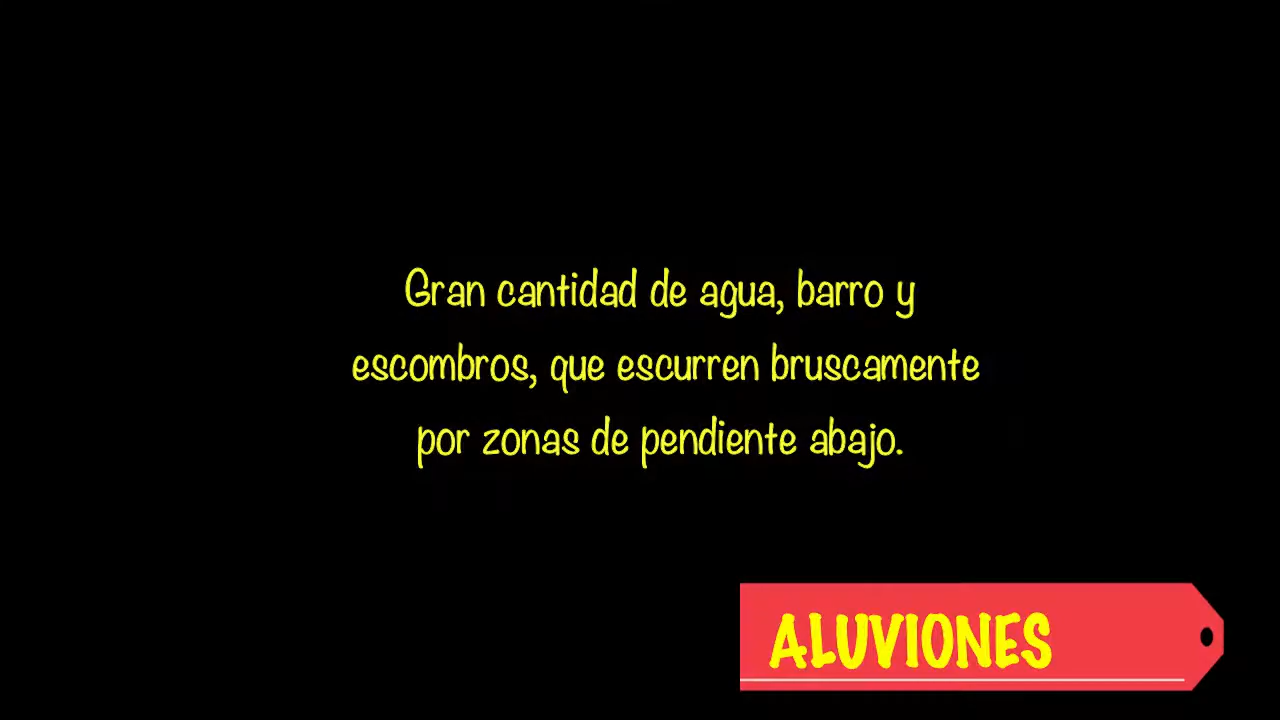 Gran cantidad de agua, barro y
escombros, que escurren bruscamente
por zonas de pendiente abajo.
ALUVIONES